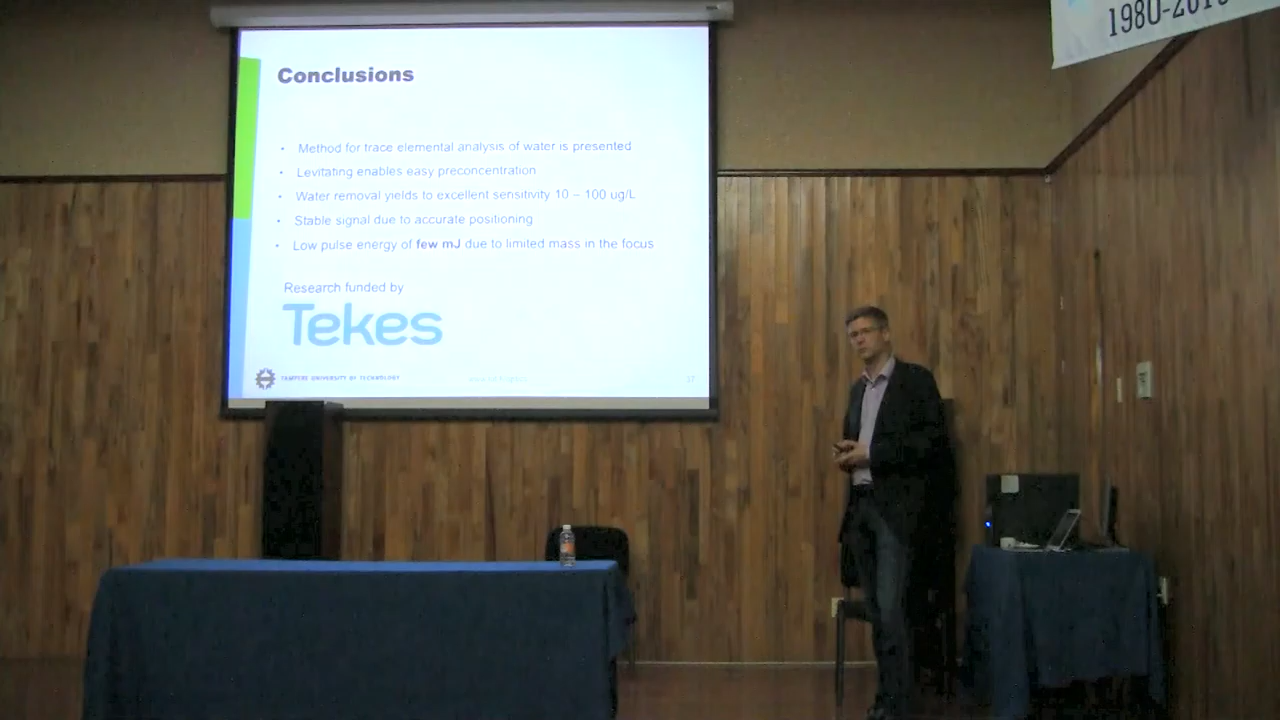 1980-201
Conclusions
• Method for trace elemental analysis of water is presented
• Levitating enables easy preconcentration
• Water removal yields to excellent sensitivity 10 – 100 ug/L
• Stable signal due to accurate positioning
• Low pulse energy of few mJ due to limited mass in the focus
Research funded by
Tekes
TAMPERE UNIVERSITY OF TECHNOLOGY